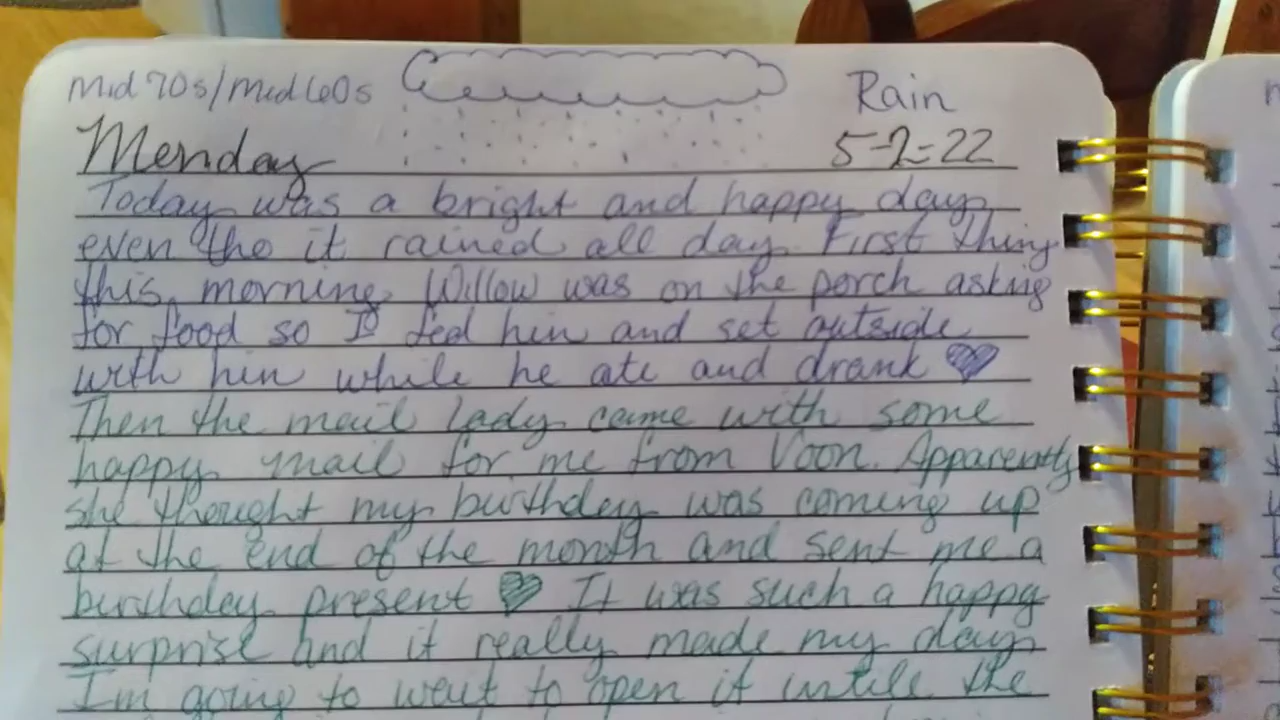 mid 70s/mid 60s
Rain
Monday
5-2-22
Today was a bright and happy day
even tho it rained all day. First thing
this morning Willow was on the porch asking
for food so I fed him and set outside
with him while he ate and drank
Then the mail lady came with some
happy mail for me from Voon. Apparently
she thought my birthday was coming up
at the end of the month and sent me a
birthday present It was such a happy
surprise and it really made my day
I'm going to wait to open it untill the